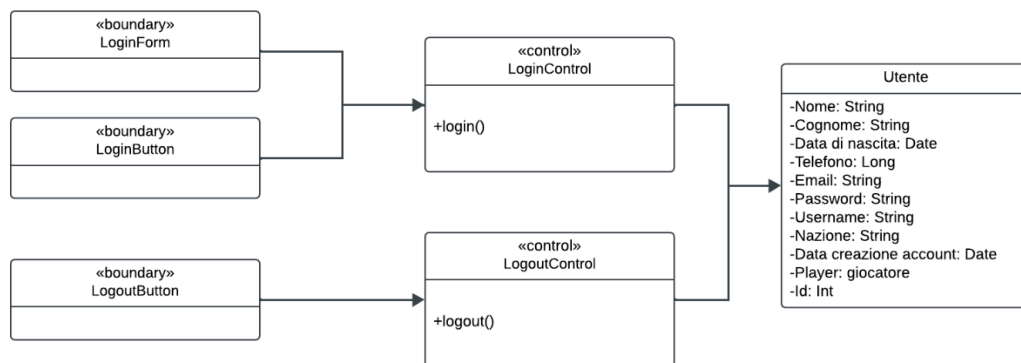 «boundary»
LoginForm
«boundary»
LoginButton
«boundary»
LogoutButton
«control»
LoginControl
+login()
«control»
LogoutControl
+logout()
Utente
-Nome: String
-Cognome: String
-Data di nascita: Date
-Telefono: Long
-Email: String
-Password: String
-Username: String
-Nazione: String
-Data creazione account: Date
-Player: giocatore
-Id: Int